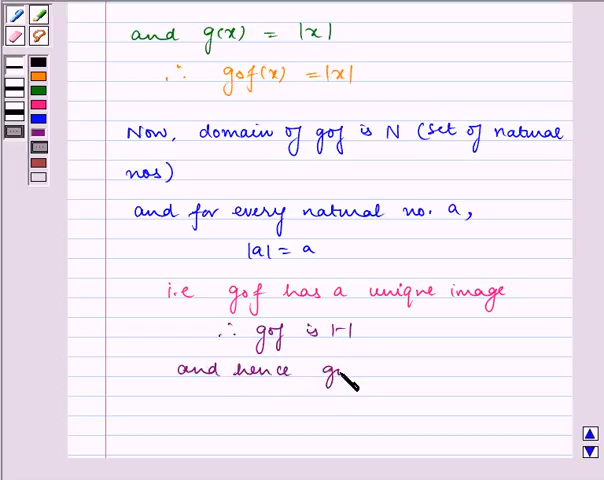 and g(x) = |x|
∴ gof(x) = |x|
Now, domain of gof is N (set of natural
nos)
and for every natural no. a,
|a| = a
i.e gof has a unique image
∴ gof is 1-1
and hence g